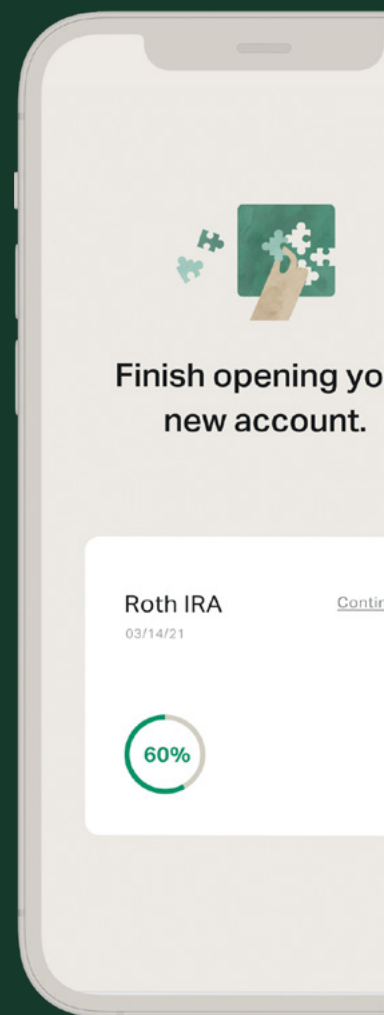 Finish opening yo
new account.
Roth IRA
Contin
03/14/21
60%